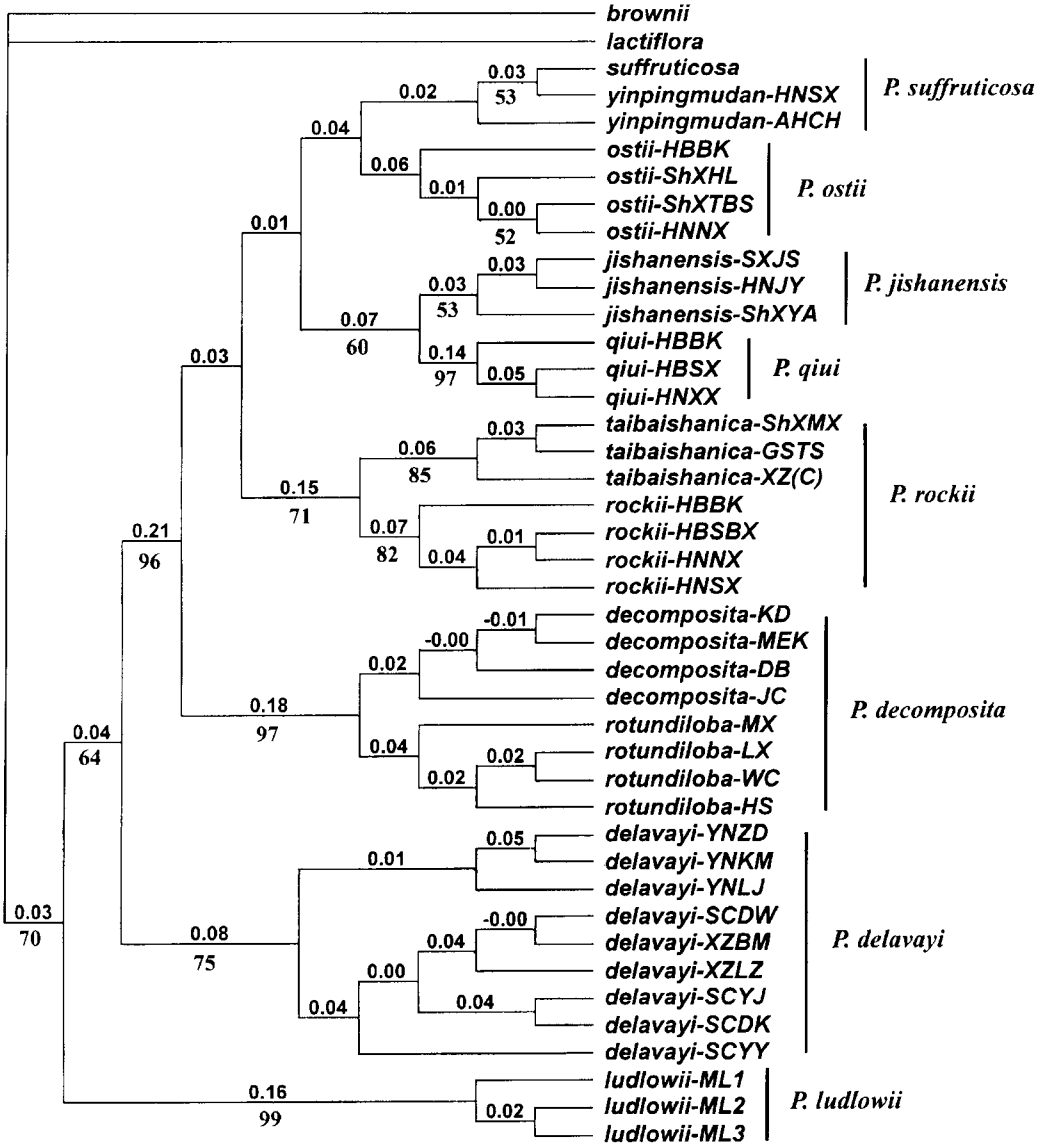 brownii
lactiflora
0.03 suffruticosa
53
0.02 yinpingmudan-HNSX P. suffruticosa
0.04 yinpingmudan-AHCH
ostii-HBBK
0.06
0.01 ostii-ShXHL P. ostii
0.00 ostii-ShXTBS
52
0.01 ostii-HNNX
0.03 jishanensis-SXJS
0.03 jishanensis-HNJY P. jishanensis
53
0.07 jishanensis-ShXYA
60
qiui-HBBK
0.03 0.14
97
0.05 qiui-HBSX P. qiui
qiui-HNXX
0.03 taibaishanica-ShXMX
0.06 taibaishanica-GSTS
85
taibaishanica-XZ(C)
0.15 P. rockii
71
rockii-HBBK
0.21 0.07 0.01 rockii-HBSBX
96 82
0.04 rockii-HNNX
rockii-HNSX
-0.01 decomposita-KD
-0.00 decomposita-MEK
0.02 decomposita-DB
decomposita-JC
0.18 P. decomposita
97
rotundiloba-MX
0.04 0.04 0.02 rotundiloba-LX
64
0.02 rotundiloba-WC
rotundiloba-HS
0.05 delavayi-YNZD
0.01 delavayi-YNKM
delavayi-YNLJ
0.03 -0.00 delavayi-SCDW
70
0.08 0.04 delavayi-XZBM P. delavayi
75
0.00 delavayi-XZLZ
0.04 0.04 delavayi-SCYJ
delavayi-SCDK
delavayi-SCYY
0.16 ludlowii-ML1
99
0.02 ludlowii-ML2 P. ludlowii
ludlowii-ML3